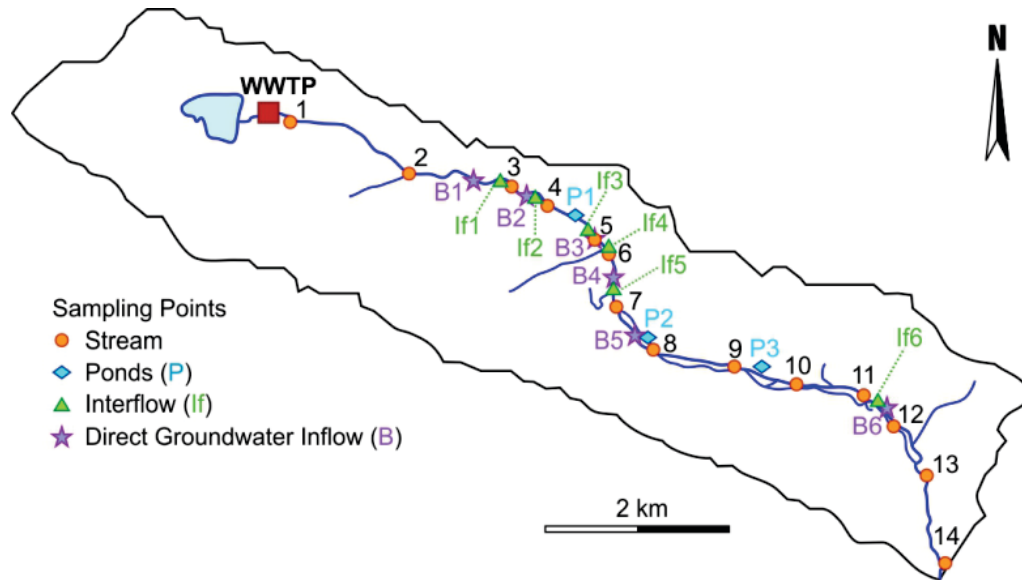 N
WWTP
1
2
3
4
P1
If3
B1
If1
B2
If2
B3
5
If4
6
B4
If5
7
Sampling Points
Stream
Ponds (P)
Interflow (If)
Direct Groundwater Inflow (B)
B5
P2
8
9
P3
10
11
If6
B6
12
13
2 km
14